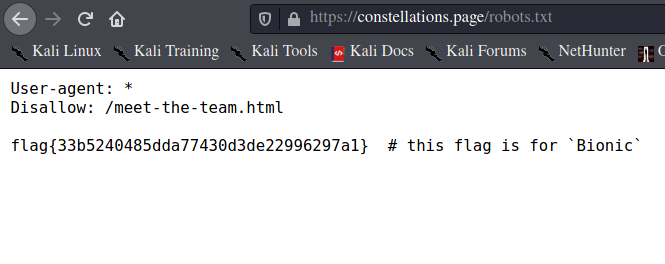 https://constellations.page/robots.txt
Kali Linux Kali Training Kali Tools Kali Docs Kali Forums NetHunter
User-agent: *
Disallow: /meet-the-team.html
flag{33b5240485dda77430d3de22996297a1}  # this flag is for `Bionic`